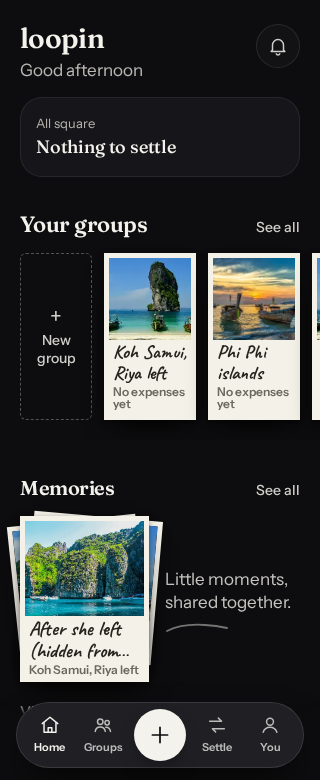 loopin
Good afternoon
All square
Nothing to settle
Your groups
See all
+
New
group
Koh Samui,
Riya left
No expenses
yet
Phi Phi
islands
No expenses
yet
Memories
See all
After she left
(hidden from...
Koh Samui, Riya left
Little moments,
shared together.
Home
Groups
Settle
You